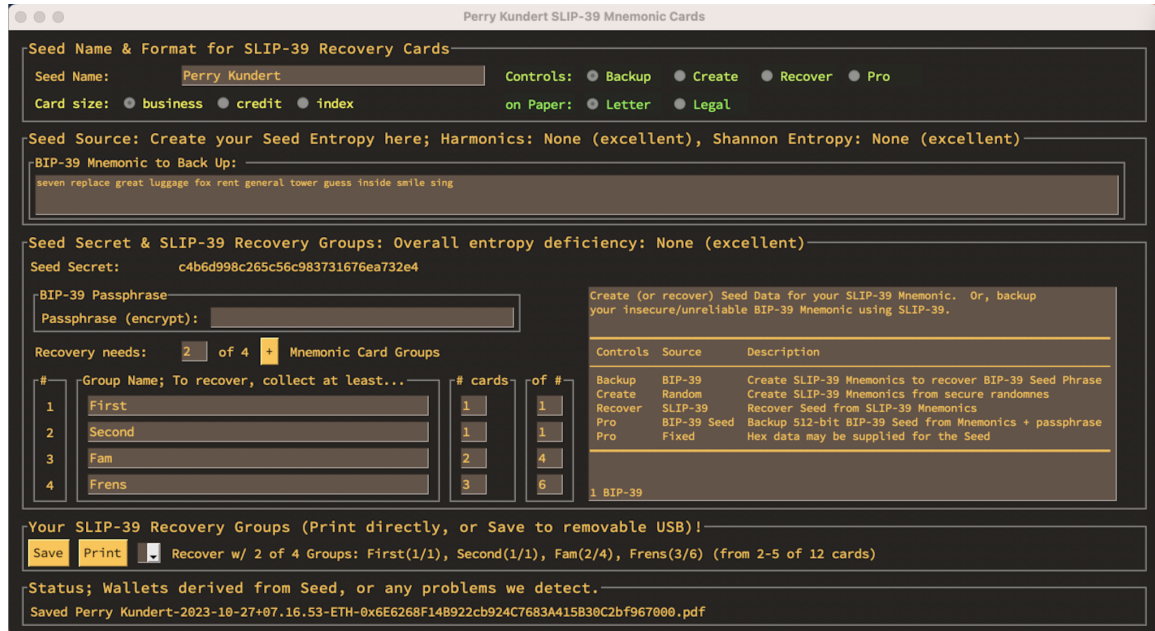 Perry Kundert SLIP-39 Mnemonic Cards
Seed Name & Format for SLIP-39 Recovery Cards
Seed Name: Perry Kundert Controls: Backup Create Recover Pro
Card size: business credit index on Paper: Letter Legal
Seed Source: Create your Seed Entropy here; Harmonics: None (excellent), Shannon Entropy: None (excellent)
BIP-39 Mnemonic to Back Up:
seven replace great luggage fox rent general tower guess inside smile sing
Seed Secret & SLIP-39 Recovery Groups: Overall entropy deficiency: None (excellent)
Seed Secret: c4b6d998c265c56c983731676ea732e4
BIP-39 Passphrase
Passphrase (encrypt):
Recovery needs: 2 of 4 + Mnemonic Card Groups
# Group Name; To recover, collect at least... # cards of #
1 First 1 1
2 Second 1 1
3 Fam 2 4
4 Frens 3 6
Create (or recover) Seed Data for your SLIP-39 Mnemonic. Or, backup
your insecure/unreliable BIP-39 Mnemonic using SLIP-39.
Controls Source Description
Backup BIP-39 Create SLIP-39 Mnemonics to recover BIP-39 Seed Phrase
Create Random Create SLIP-39 Mnemonics from secure randomnes
Recover SLIP-39 Recover Seed from SLIP-39 Mnemonics
Pro BIP-39 Seed Backup 512-bit BIP-39 Seed from Mnemonics + passphrase
Pro Fixed Hex data may be supplied for the Seed
1 BIP-39
Your SLIP-39 Recovery Groups (Print directly, or Save to removable USB)!
Save Print Recover w/ 2 of 4 Groups: First(1/1), Second(1/1), Fam(2/4), Frens(3/6) (from 2-5 of 12 cards)
Status; Wallets derived from Seed, or any problems we detect.
Saved Perry Kundert-2023-10-27+07.16.53-ETH-0x6E6268F14B922cb924C7683A415B30C2bf967000.pdf